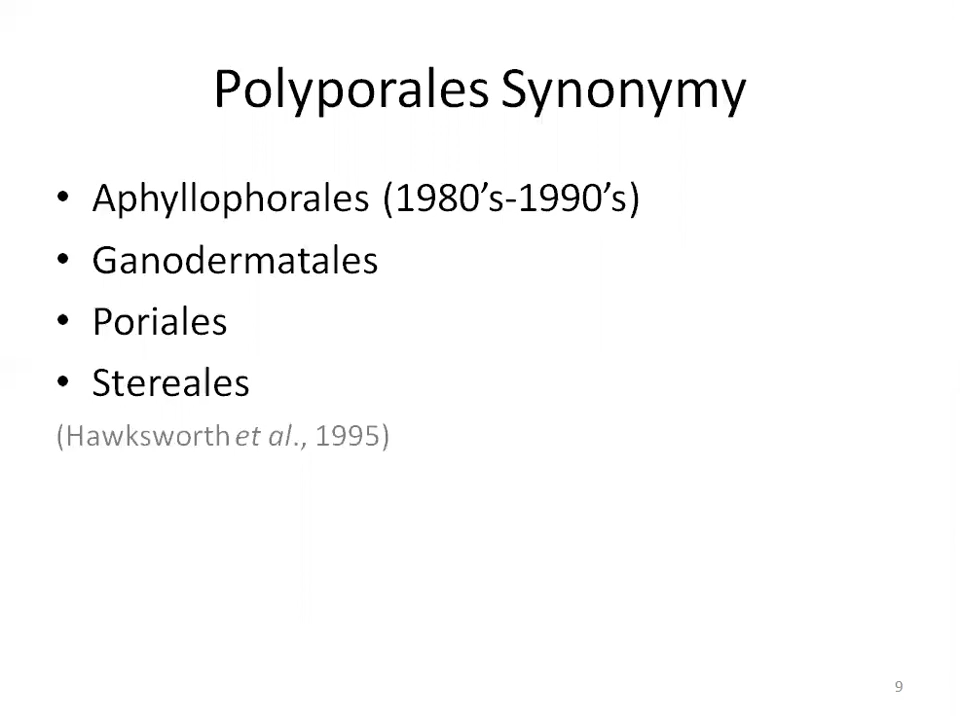 Polyporales Synonymy
• Aphyllophorales (1980’s-1990’s)
• Ganodermatales
• Poriales
• Stereales
(Hawksworth et al., 1995)
9